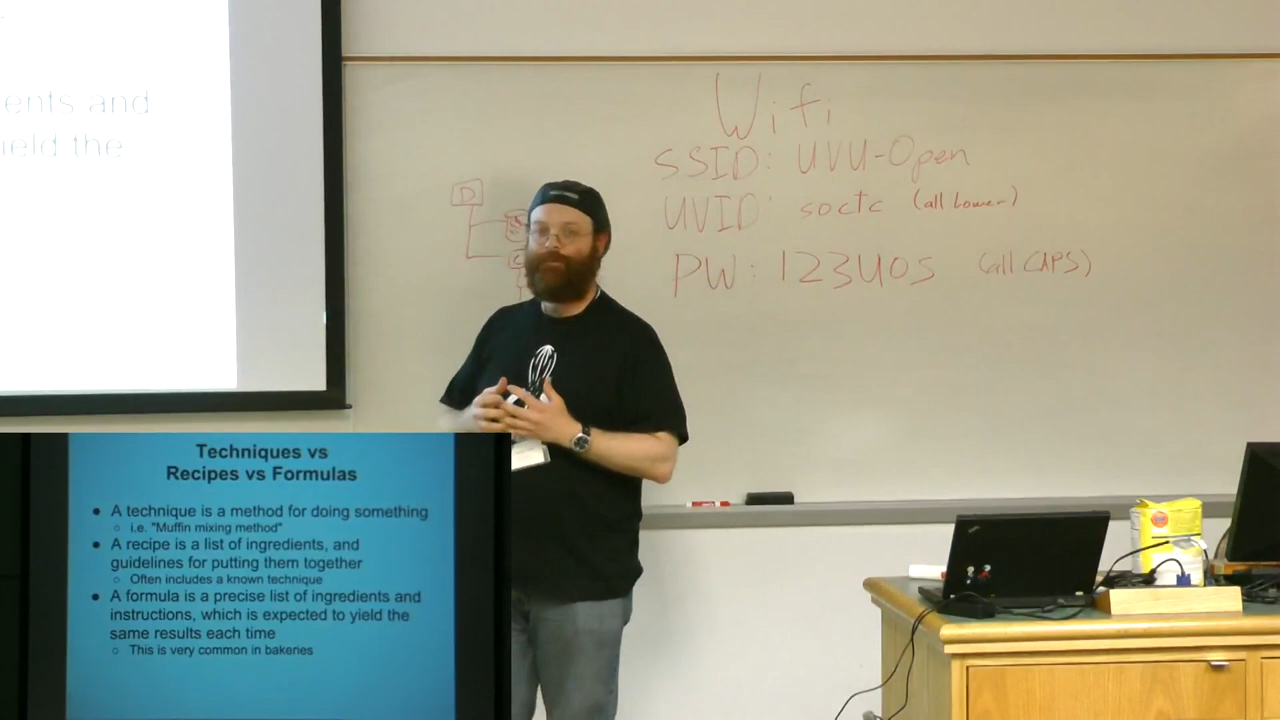 ents and
ield the
Wifi
SSID: UVU-Open
UVID: soctc (all lower)
PW: 123UOS (all CAPS)
D
Techniques vs
Recipes vs Formulas
● A technique is a method for doing something
○ i.e. "Muffin mixing method"
● A recipe is a list of ingredients, and
guidelines for putting them together
○ Often includes a known technique
● A formula is a precise list of ingredients and
instructions, which is expected to yield the
same results each time
○ This is very common in bakeries